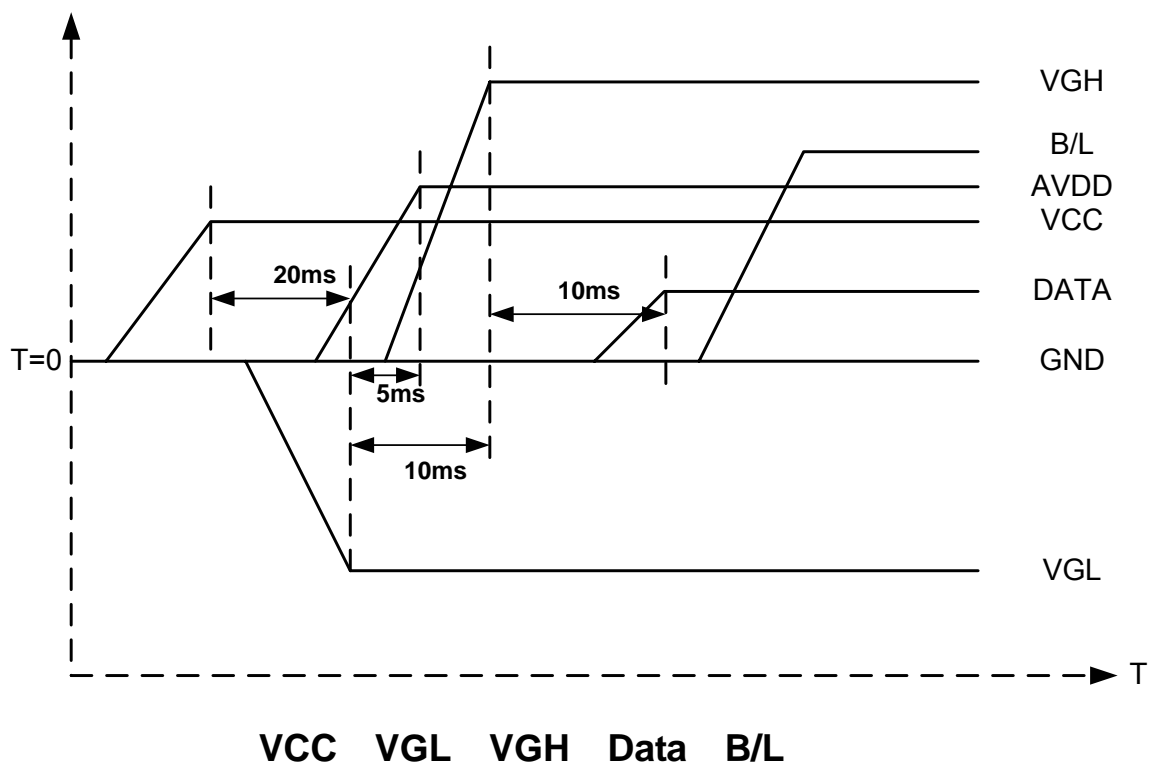 VGH
B/L
AVDD
VCC
20ms
10ms
DATA
T=0
GND
5ms
10ms
VGL
T
VCC VGL VGH Data B/L